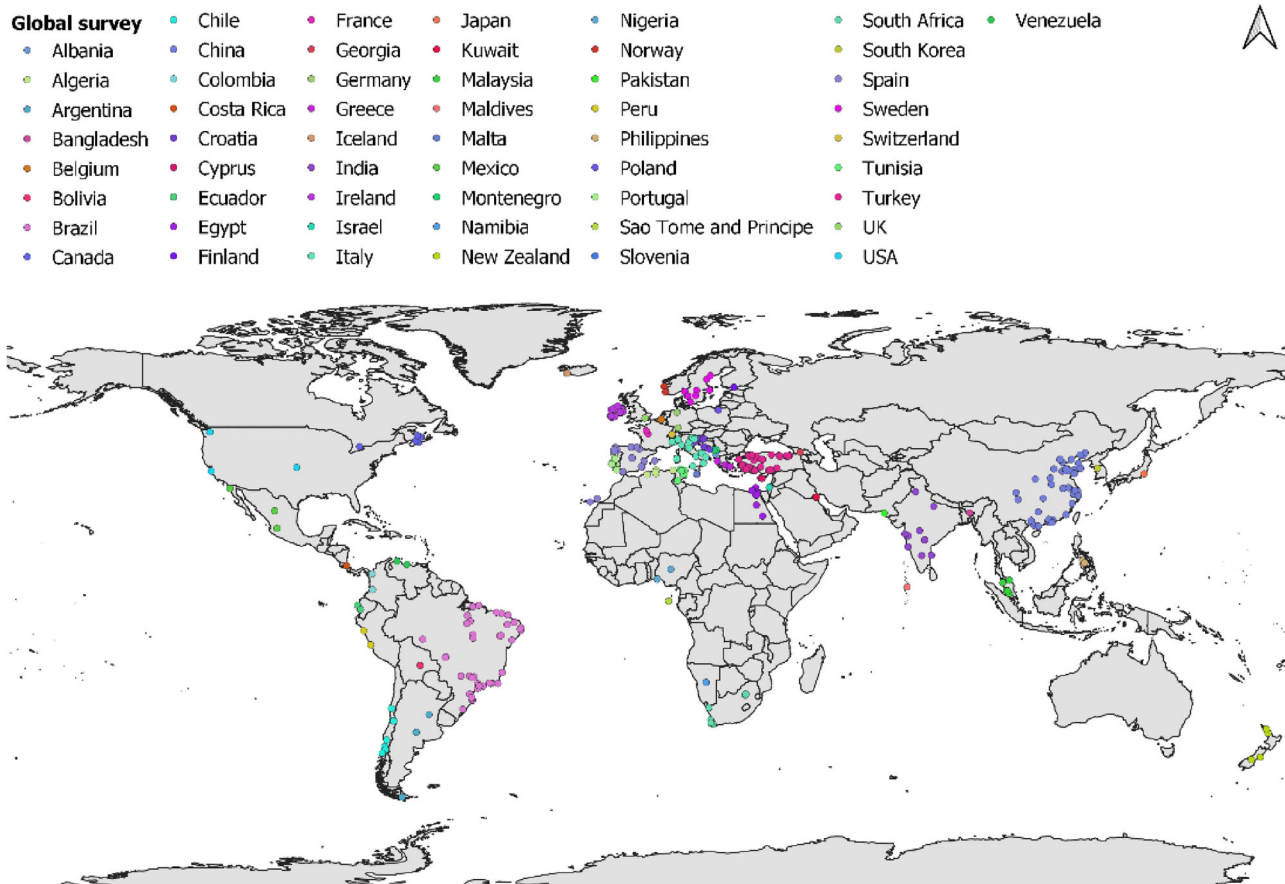 Global survey
Albania
Algeria
Argentina
Bangladesh
Belgium
Bolivia
Brazil
Canada
Chile
China
Colombia
Costa Rica
Croatia
Cyprus
Ecuador
Egypt
Finland
France
Georgia
Germany
Greece
Iceland
India
Ireland
Israel
Italy
Japan
Kuwait
Malaysia
Maldives
Malta
Mexico
Montenegro
Namibia
New Zealand
Nigeria
Norway
Pakistan
Peru
Philippines
Poland
Portugal
Sao Tome and Principe
Slovenia
South Africa
South Korea
Spain
Sweden
Switzerland
Tunisia
Turkey
UK
USA
Venezuela